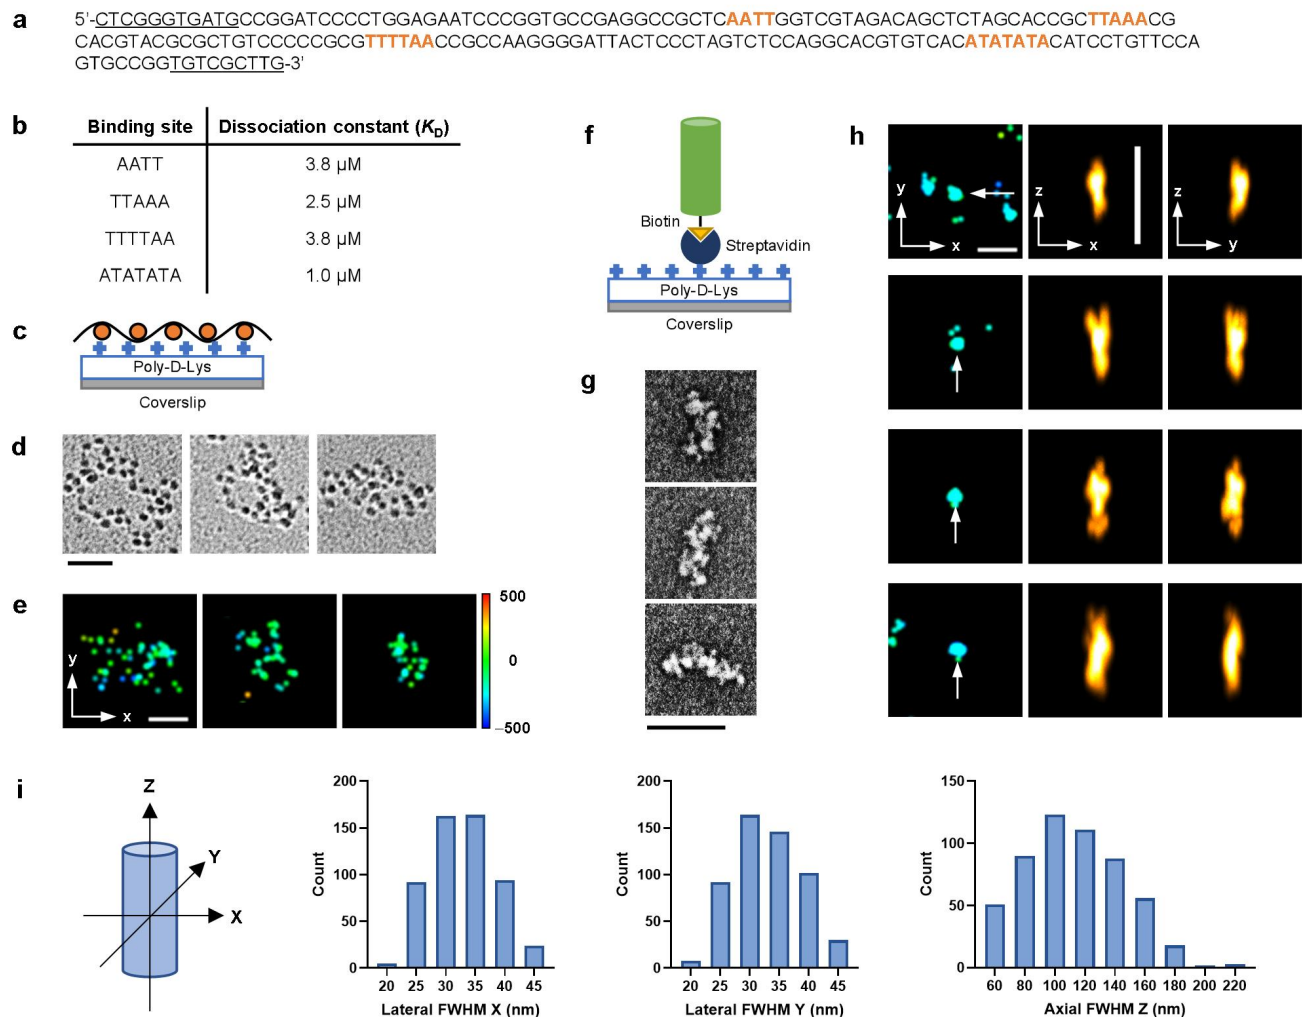 a
5'-CTCGGGTGATGCCGGATCCCCTGGAGAATCCCGGTGCCGAGGCCGCTCAATTGGTCGTAGACAGCTCTAGCACCGCTTAAACG
CACGTACGCGCTGTCCCCCGCGTTTTAACCGCCAAGGGGATTACTCCCTAGTCTCCAGGCACGTGTCACATATATACATCCTGTTCCA
GTGCCGGTGTCGCTTG-3'
b
Binding site Dissociation constant (KD)
AATT 3.8 µM
TTAAA 2.5 µM
TTTTAA 3.8 µM
ATATATA 1.0 µM
c
Poly-D-Lys
Coverslip
d
e
y
x
500
0
–500
f
Biotin
Streptavidin
Poly-D-Lys
Coverslip
g
h
y
x
z
x
z
y
i
Z
Y
X
Count
200
150
100
50
0
20 25 30 35 40 45
Lateral FWHM X (nm)
Count
200
150
100
50
0
20 25 30 35 40 45
Lateral FWHM Y (nm)
Count
150
100
50
0
60 80 100 120 140 160 180 200 220
Axial FWHM Z (nm)